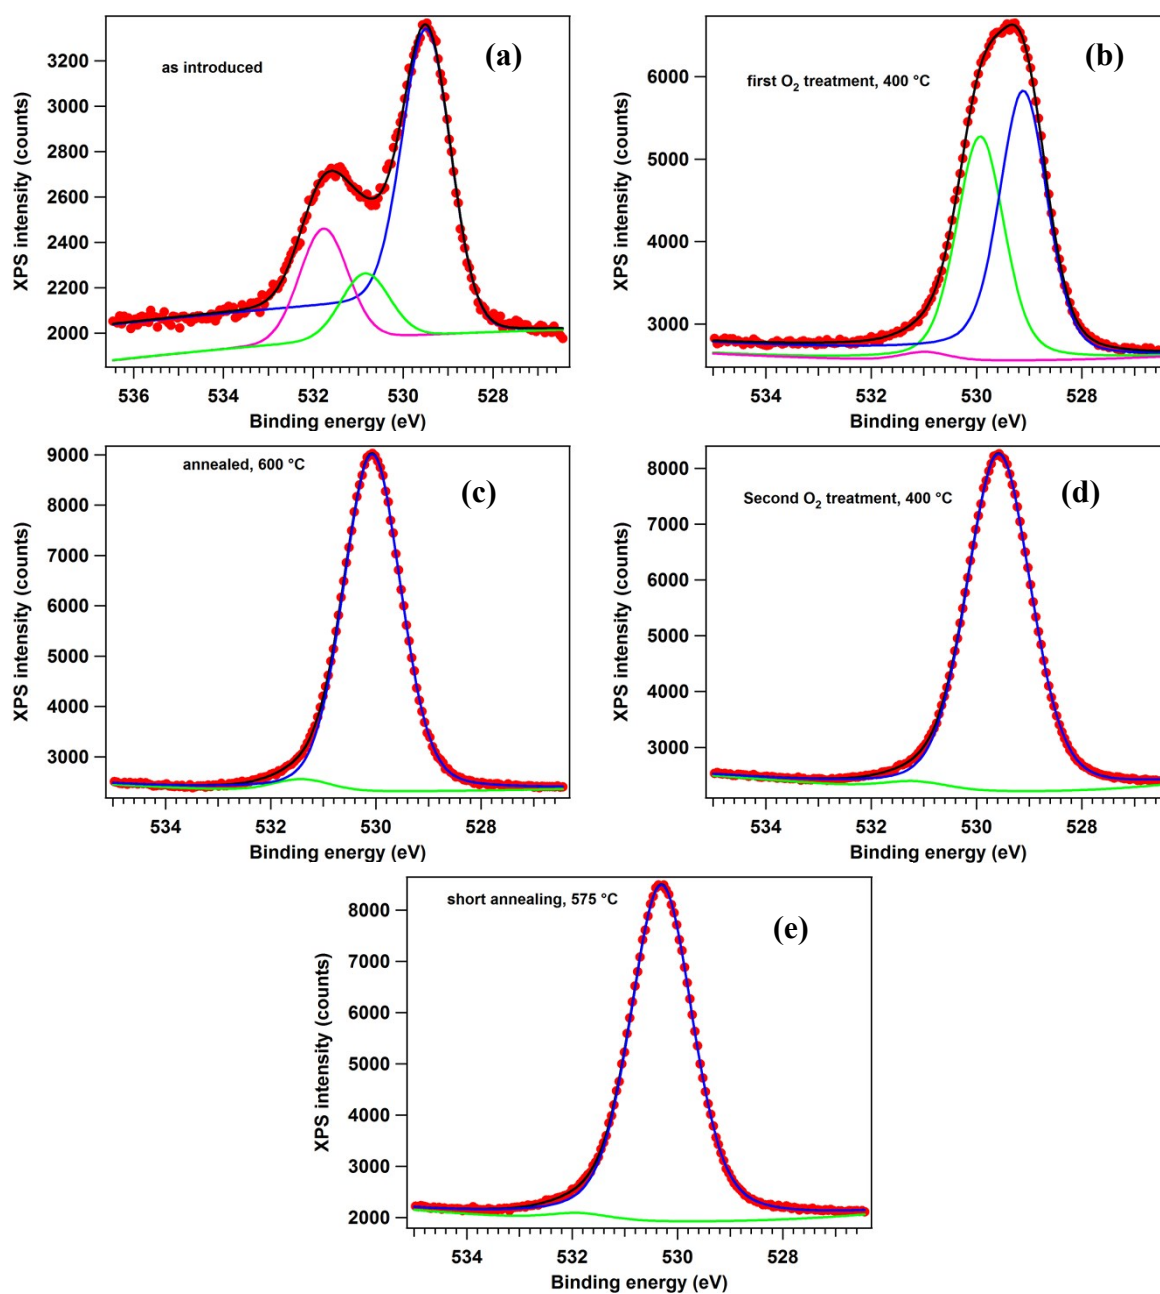 (a)
as introduced
XPS intensity (counts)
3200
3000
2800
2600
2400
2200
2000
536 534 532 530 528
Binding energy (eV)
(b)
first O₂ treatment, 400 °C
XPS intensity (counts)
6000
5000
4000
3000
534 532 530 528
Binding energy (eV)
(c)
annealed, 600 °C
XPS intensity (counts)
9000
8000
7000
6000
5000
4000
3000
534 532 530 528
Binding energy (eV)
(d)
Second O₂ treatment, 400 °C
XPS intensity (counts)
8000
7000
6000
5000
4000
3000
534 532 530 528
Binding energy (eV)
(e)
short annealing, 575 °C
XPS intensity (counts)
8000
7000
6000
5000
4000
3000
2000
534 532 530 528
Binding energy (eV)